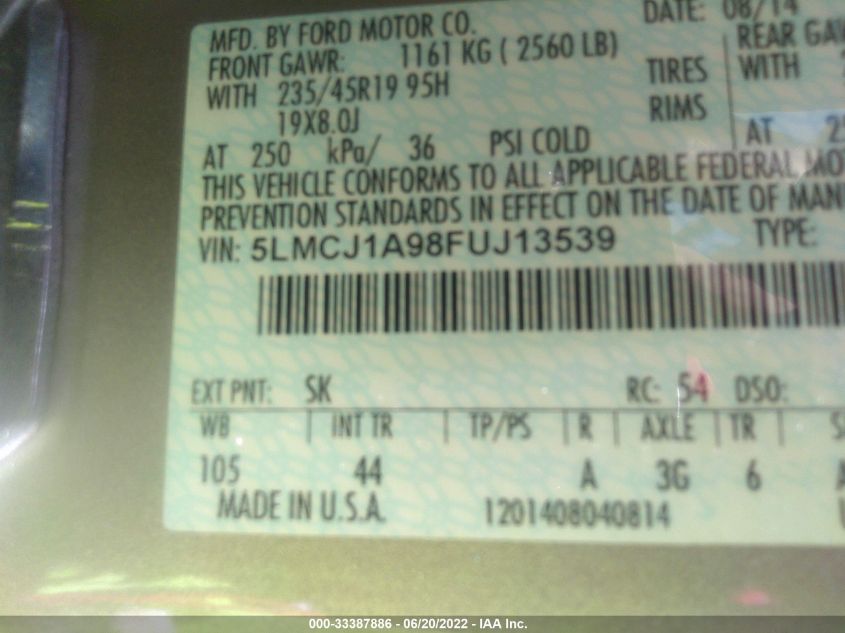 MFD. BY FORD MOTOR CO.
DATE: 08/14
FRONT GAWR: 1161 KG ( 2560 LB)
REAR GAW
WITH 235/45R19 95H TIRES WITH
19X8.0J RIMS
AT 250 kPa/ 36 PSI COLD AT 25
THIS VEHICLE CONFORMS TO ALL APPLICABLE FEDERAL MO
PREVENTION STANDARDS IN EFFECT ON THE DATE OF MAN
VIN: 5LMCJ1A98FUJ13539 TYPE:
EXT PNT: SK RC: 54 DSO:
WB INT TR TP/PS R AXLE TR S
105 44 A 3G 6 A
MADE IN U.S.A. 1201408040814
000-33387886 - 06/20/2022 - IAA Inc.